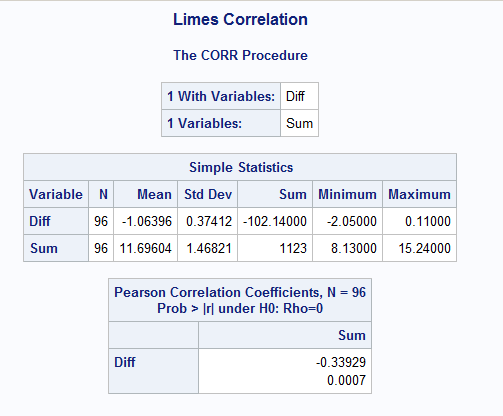 Limes Correlation
The CORR Procedure
1 With Variables: Diff
1 Variables: Sum
Simple Statistics
Variable N Mean Std Dev Sum Minimum Maximum
Diff 96 -1.06396 0.37412 -102.14000 -2.05000 0.11000
Sum 96 11.69604 1.46821 1123 8.13000 15.24000
Pearson Correlation Coefficients, N = 96
Prob > |r| under H0: Rho=0
Sum
Diff -0.33929
0.0007